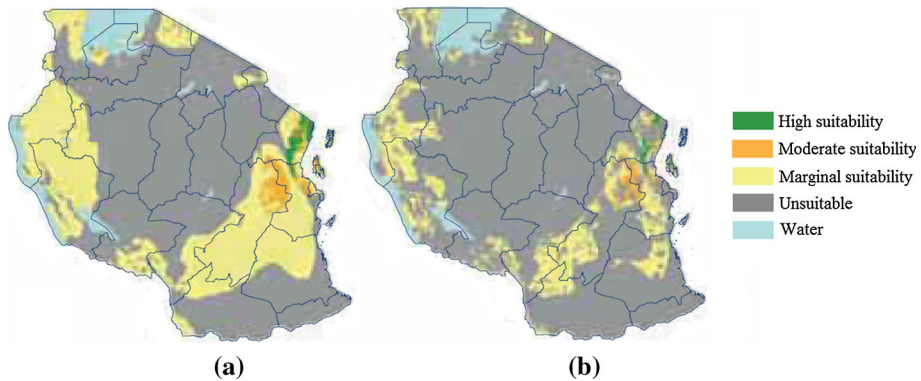 High suitability
Moderate suitability
Marginal suitability
Unsuitable
Water
(a)
(b)